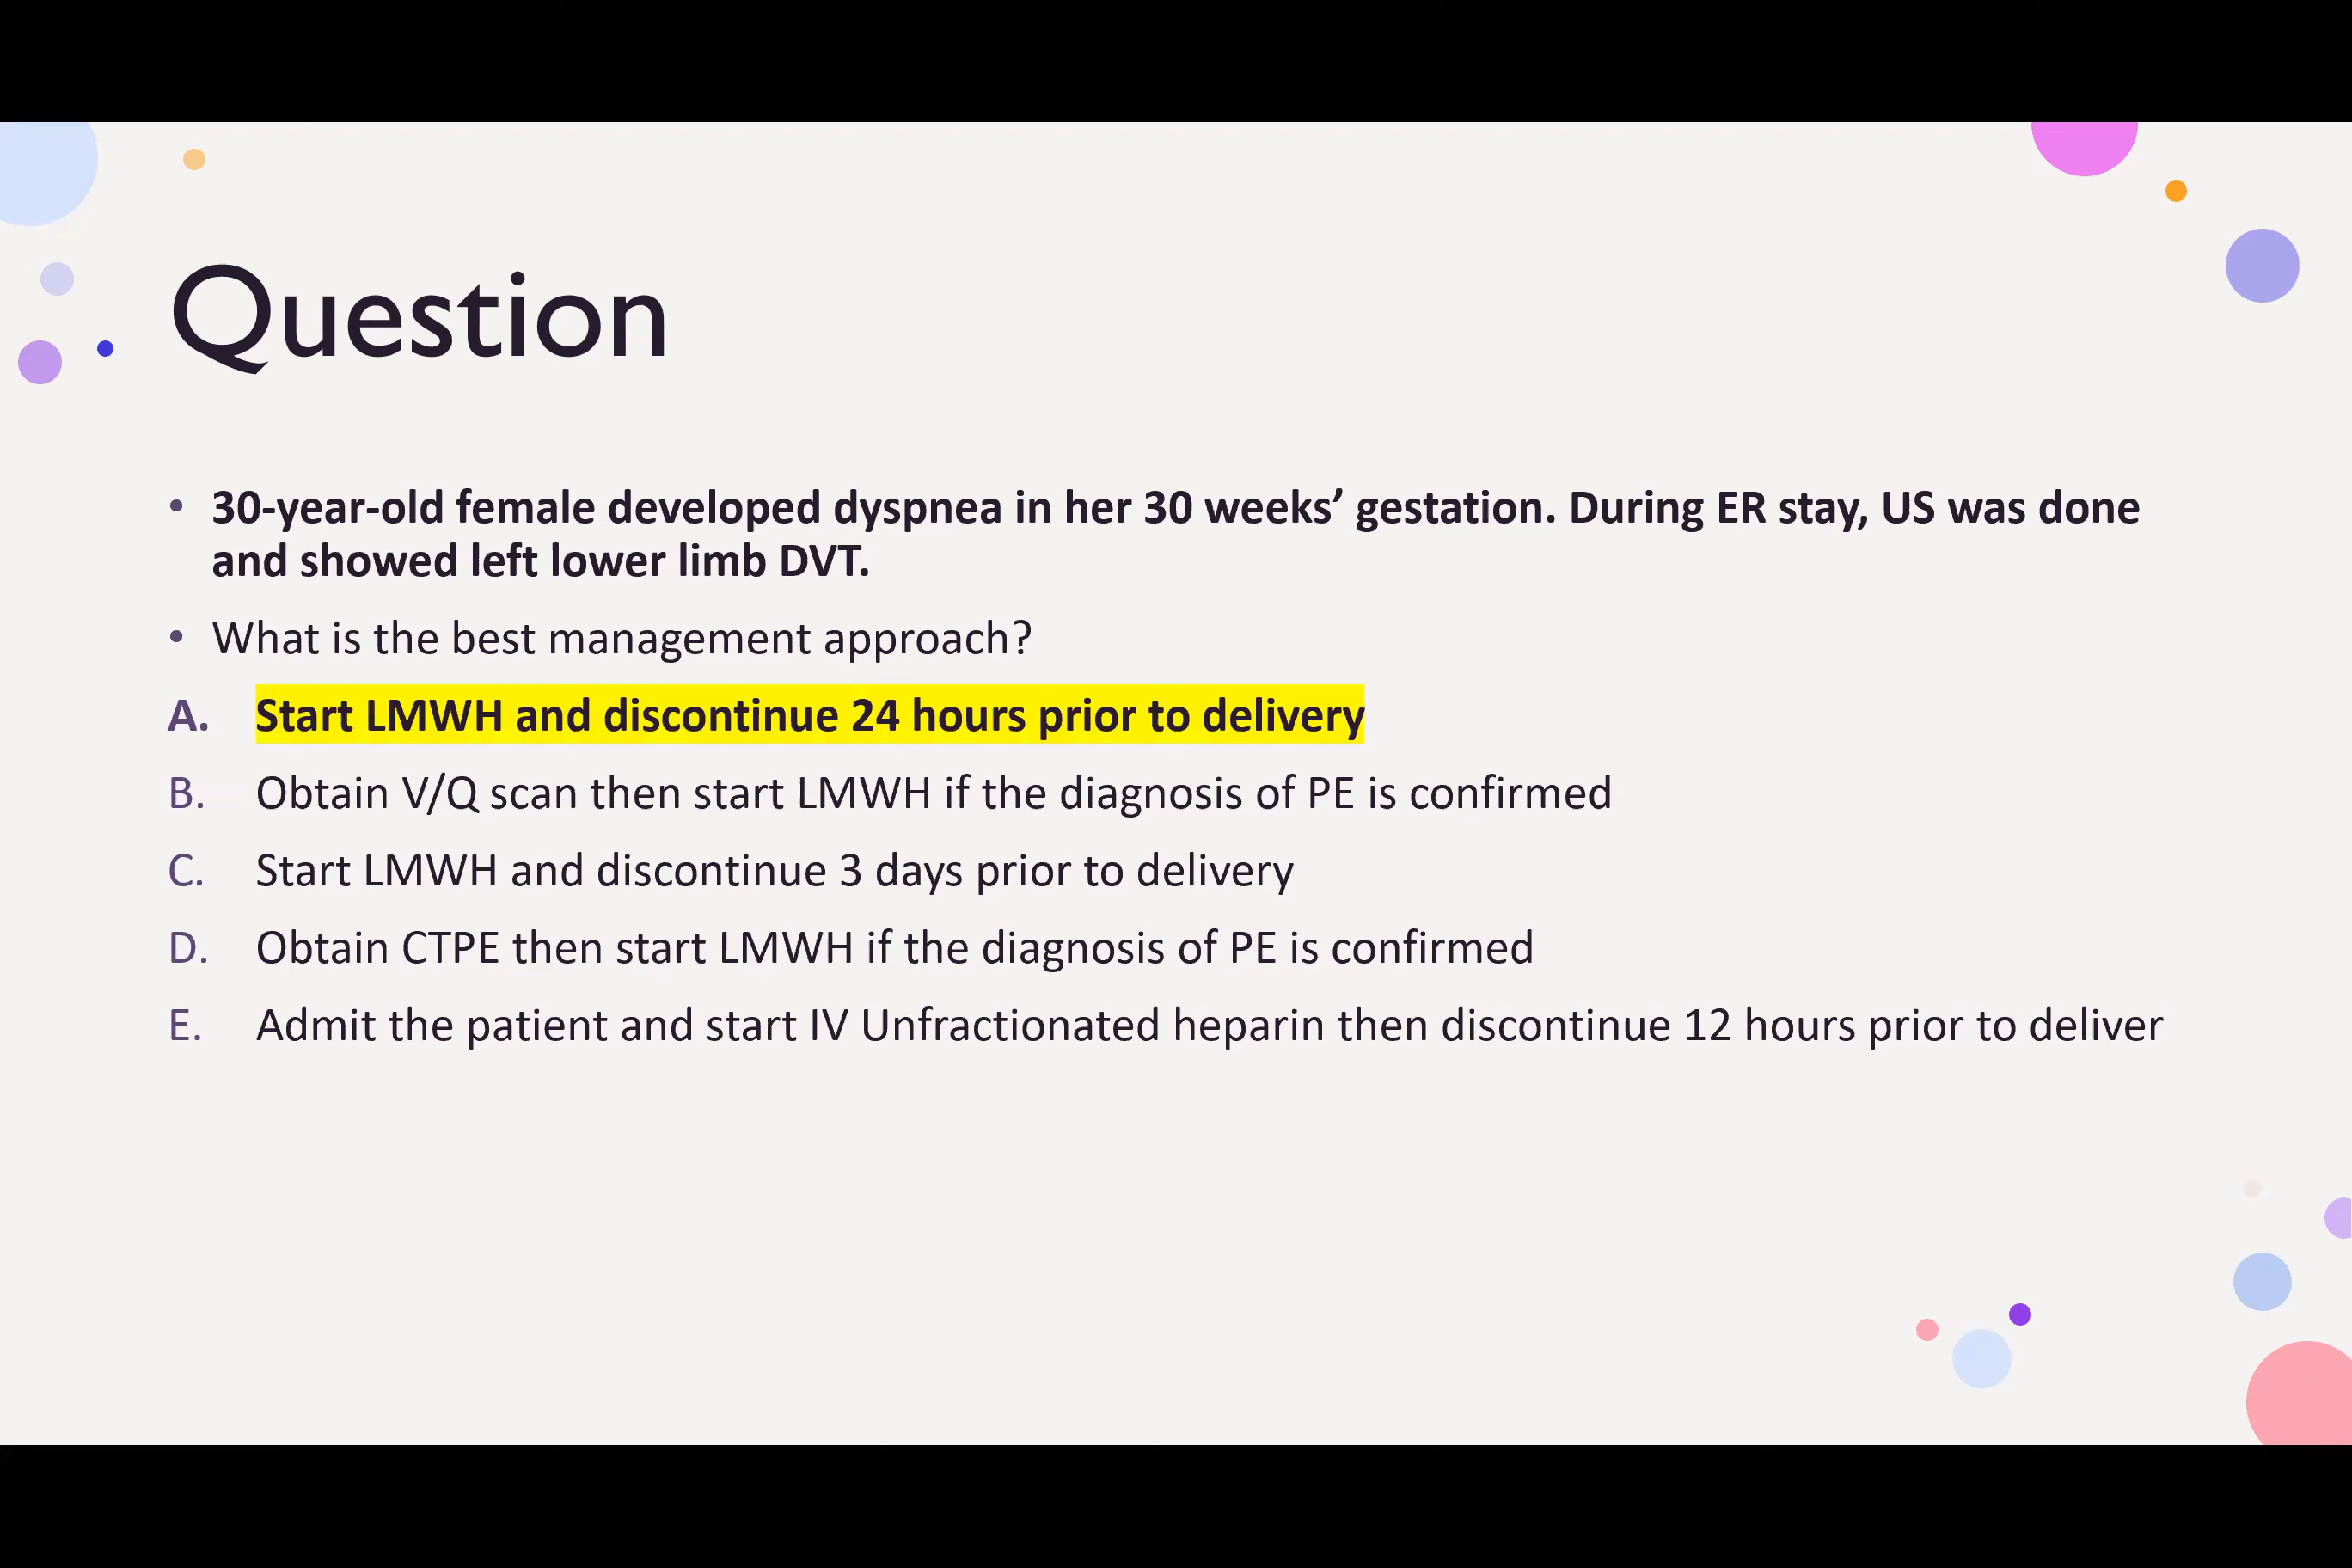 Question
• 30-year-old female developed dyspnea in her 30 weeks’ gestation. During ER stay, US was done
and showed left lower limb DVT.
• What is the best management approach?
A. Start LMWH and discontinue 24 hours prior to delivery
B. Obtain V/Q scan then start LMWH if the diagnosis of PE is confirmed
C. Start LMWH and discontinue 3 days prior to delivery
D. Obtain CTPE then start LMWH if the diagnosis of PE is confirmed
E. Admit the patient and start IV Unfractionated heparin then discontinue 12 hours prior to deliver